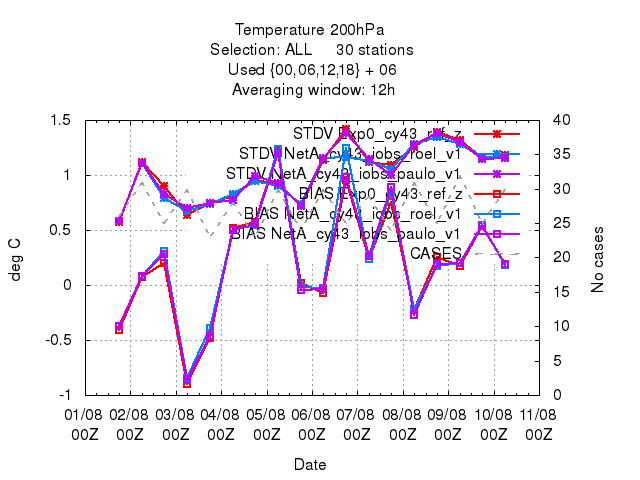 Temperature 200hPa
Selection: ALL 30 stations
Used {00,06,12,18} + 06
Averaging window: 12h
1.5
1
0.5
0
-0.5
-1
deg C
40
35
30
25
20
15
10
5
0
No cases
STDV Exp0_cy43_ref_z
STDV NetA_cy43_iobs_roel_v1
STDV NetA_cy43_iobs_paulo_v1
BIAS Exp0_cy43_ref_z
BIAS NetA_cy43_iobs_roel_v1
BIAS NetA_cy43_iobs_paulo_v1
CASES
01/08 02/08 03/08 04/08 05/08 06/08 07/08 08/08 09/08 10/08 11/08
00Z 00Z 00Z 00Z 00Z 00Z 00Z 00Z 00Z 00Z 00Z
Date